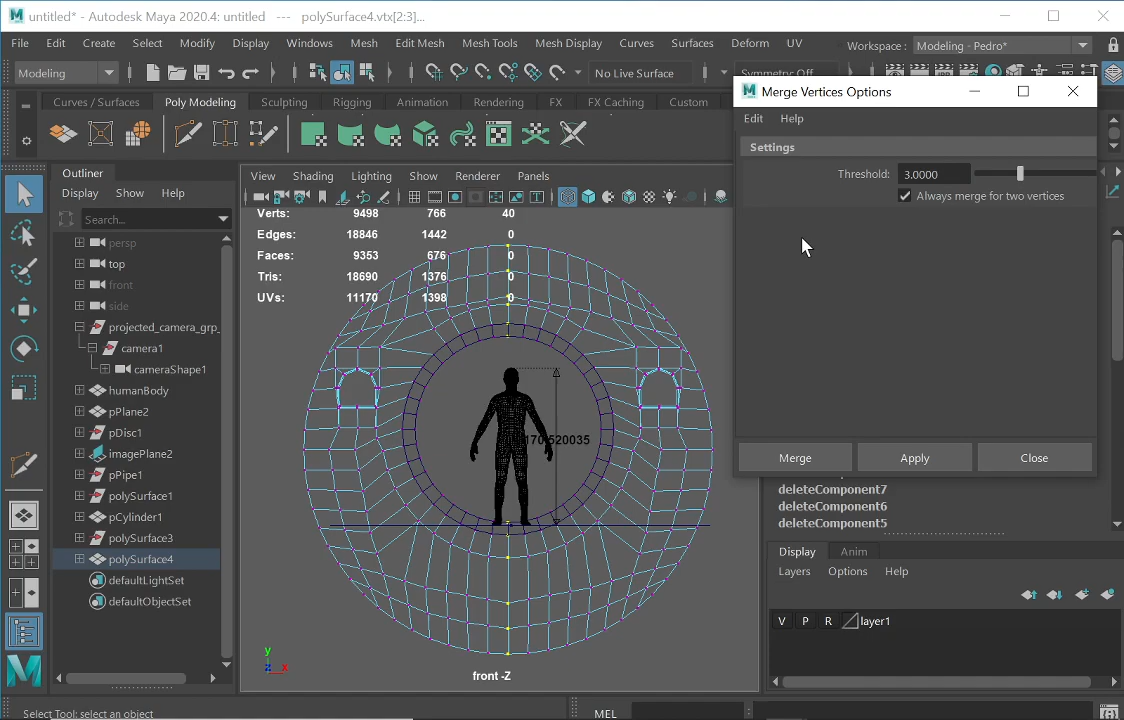 untitled* - Autodesk Maya 2020.4: untitled --- polySurface4.vtx[2:3]...
File Edit Create Select Modify Display Windows Mesh Edit Mesh Mesh Tools Mesh Display Curves Surfaces Deform UV Workspace : Modeling - Pedro*
Modeling No Live Surface Symmetry: Off
Curves / Surfaces Poly Modeling Sculpting Rigging Animation Rendering FX FX Caching Custom
Merge Vertices Options
Edit Help
Settings
Threshold: 3.0000
Always merge for two vertices
Merge Apply Close
Outliner
Display Show Help
Search...
persp
top
front
side
projected_camera_grp_
camera1
cameraShape1
humanBody
pPlane2
pDisc1
imagePlane2
pPipe1
polySurface1
pCylinder1
polySurface3
polySurface4
defaultLightSet
defaultObjectSet
View Shading Lighting Show Renderer Panels
Verts: 9498 766 40
Edges: 18846 1442 0
Faces: 9353 676 0
Tris: 18690 1376 0
UVs: 11170 1398 0
170.520035
y
z x
front -Z
deleteComponent7
deleteComponent6
deleteComponent5
Display Anim
Layers Options Help
V P R layer1
Select Tool: select an object
MEL